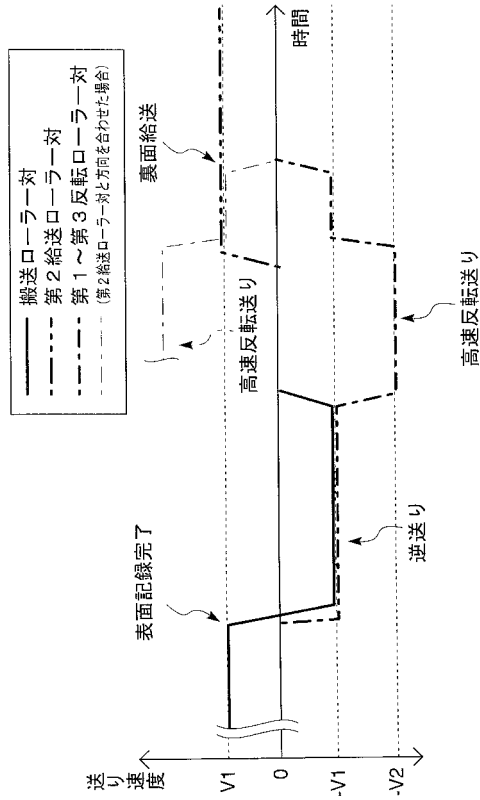 搬送ローラー対
第2給送ローラー対
第1～第3反転ローラー対
(第2給送ローラー対と方向を合わせた場合)
送り速度
V1
0
-V1
-V2
時間
表面記録完了
逆送り
高速反転送り
高速反転送り
裏面給送